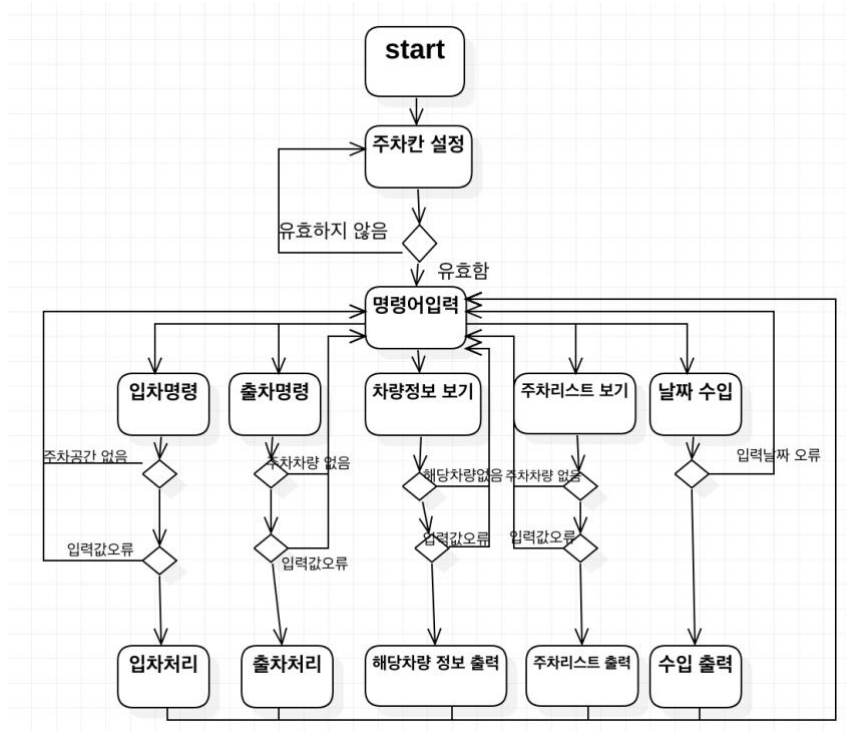 start
주차칸 설정
유효하지 않음
유효함
명령어입력
입차명령
출차명령
차량정보 보기
주차리스트 보기
날짜 수입
주차공간 없음
주차차량 없음
해당차량없음
주차차량 없음
입력날짜 오류
입력값오류
입력값오류
입력값오류
입력값오류
입차처리
출차처리
해당차량 정보 출력
주차리스트 출력
수입 출력